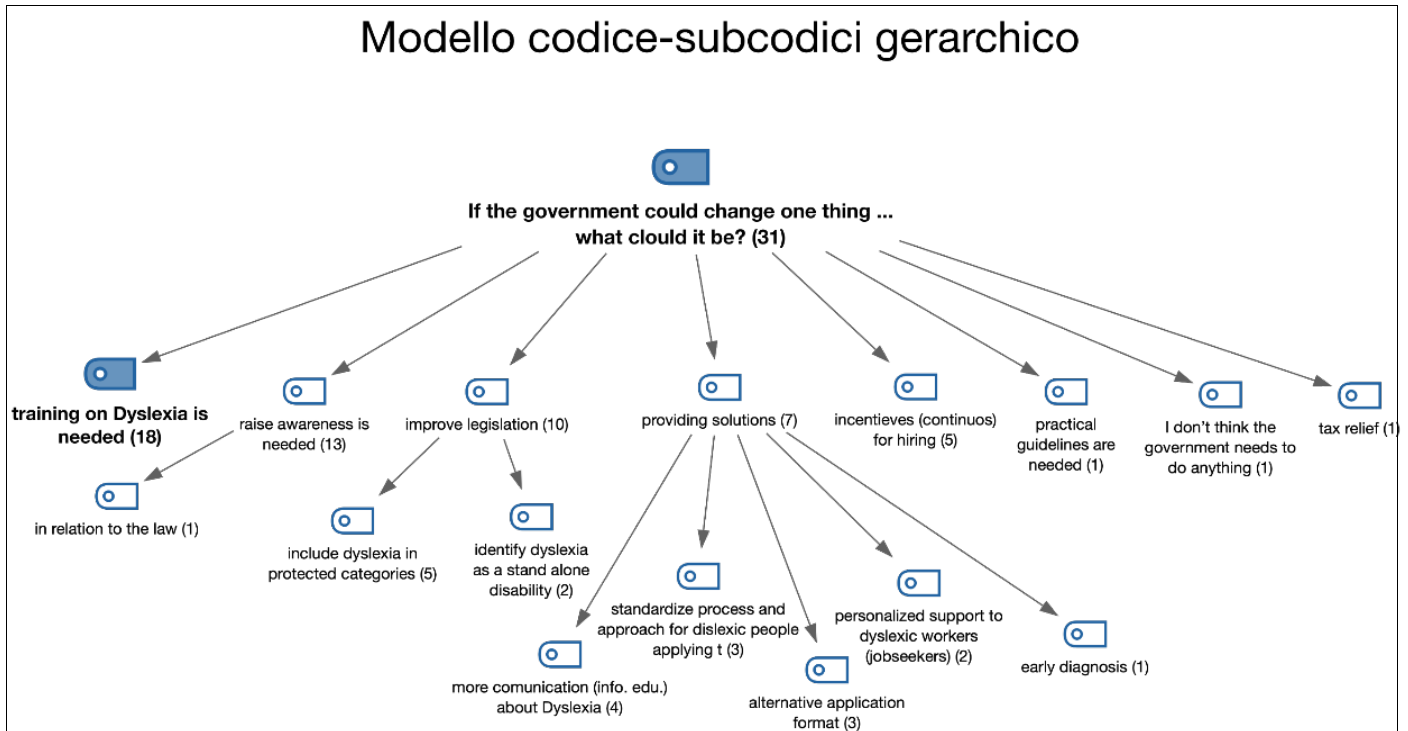 Modello codice-subcodici gerarchico
If the government could change one thing ...
what clould it be? (31)
training on Dyslexia is
needed (18)
raise awareness is
needed (13)
improve legislation (10)
providing solutions (7)
incentieves (continuos)
for hiring (5)
practical
guidelines are
needed (1)
I don't think the
government needs to
do anything (1)
tax relief (1)
in relation to the law (1)
include dyslexia in
protected categories (5)
identify dyslexia
as a stand alone
disability (2)
standardize process and
approach for dislexic people
applying t (3)
personalized support to
dyslexic workers
(jobseekers) (2)
early diagnosis (1)
more comunication (info. edu.)
about Dyslexia (4)
alternative application
format (3)